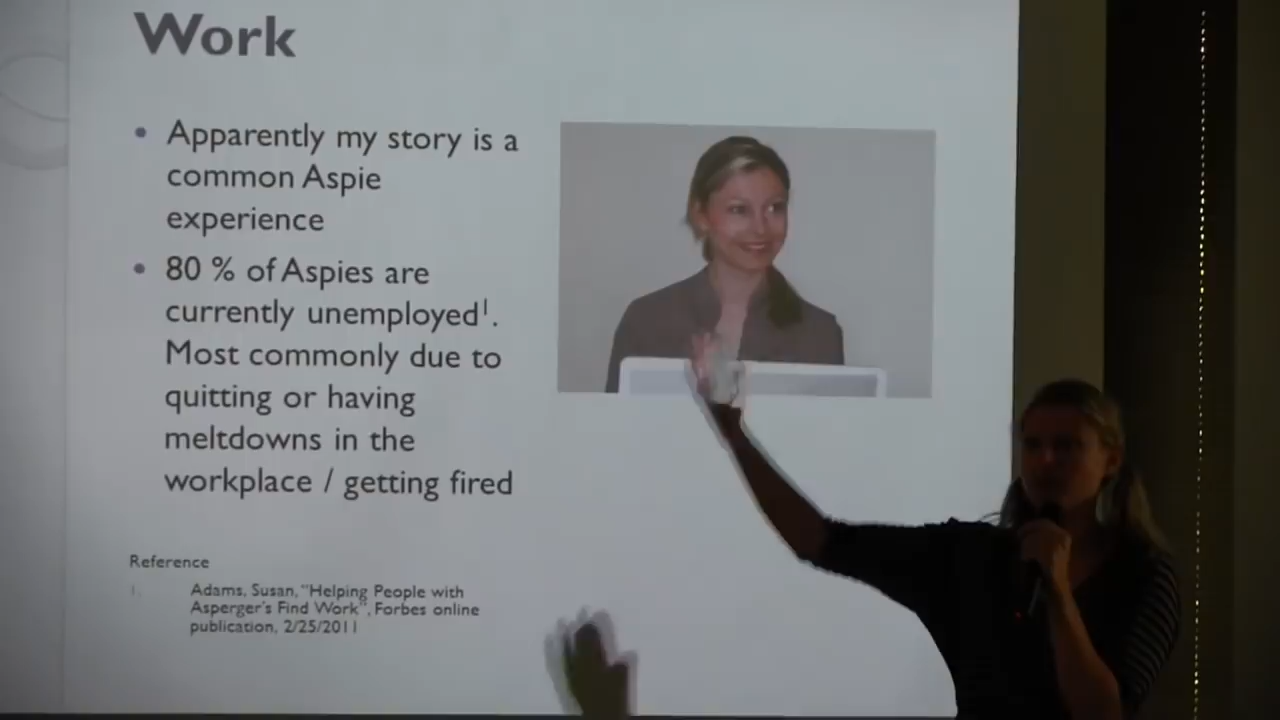 Work
• Apparently my story is a
common Aspie
experience
• 80 % of Aspies are
currently unemployed¹.
Most commonly due to
quitting or having
meltdowns in the
workplace / getting fired
Reference
1. Adams, Susan, "Helping People with
Asperger's Find Work", Forbes online
publication, 2/25/2011